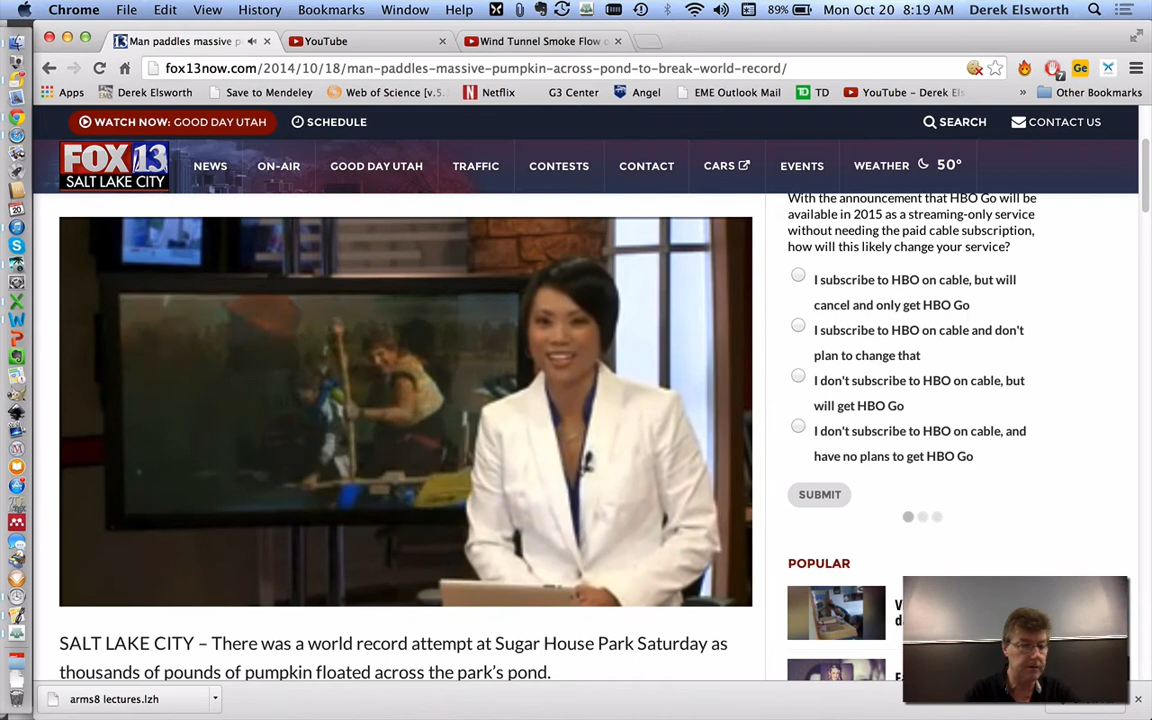 Chrome File Edit View History Bookmarks Window Help 89% Mon Oct 20 8:19 AM Derek Elsworth
Man paddles massive p
YouTube
Wind Tunnel Smoke Flow o
fox13now.com/2014/10/18/man-paddles-massive-pumpkin-across-pond-to-break-world-record/
Apps Derek Elsworth Save to Mendeley Web of Science [v.5. Netflix G3 Center Angel EME Outlook Mail TD YouTube - Derek Els » Other Bookmarks
WATCH NOW: GOOD DAY UTAH SCHEDULE SEARCH CONTACT US
FOX 13
SALT LAKE CITY
NEWS ON-AIR GOOD DAY UTAH TRAFFIC CONTESTS CONTACT CARS EVENTS WEATHER 50°
With the announcement that HBO Go will be
available in 2015 as a streaming-only service
without needing the paid cable subscription,
how will this likely change your service?
I subscribe to HBO on cable, but will
cancel and only get HBO Go
I subscribe to HBO on cable and don't
plan to change that
I don't subscribe to HBO on cable, but
will get HBO Go
I don't subscribe to HBO on cable, and
have no plans to get HBO Go
SUBMIT
POPULAR
SALT LAKE CITY – There was a world record attempt at Sugar House Park Saturday as
thousands of pounds of pumpkin floated across the park's pond.
arms8 lectures.lzh